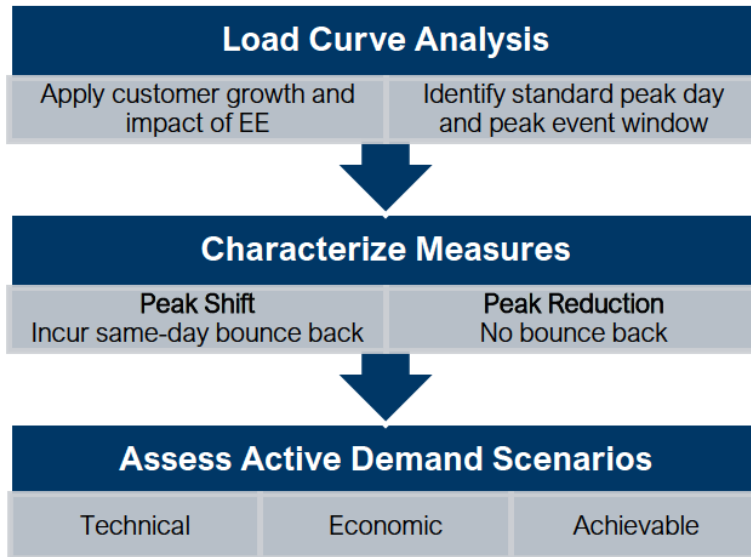 Load Curve Analysis
Apply customer growth and
impact of EE
Identify standard peak day
and peak event window
Characterize Measures
Peak Shift
Incur same-day bounce back
Peak Reduction
No bounce back
Assess Active Demand Scenarios
Technical
Economic
Achievable